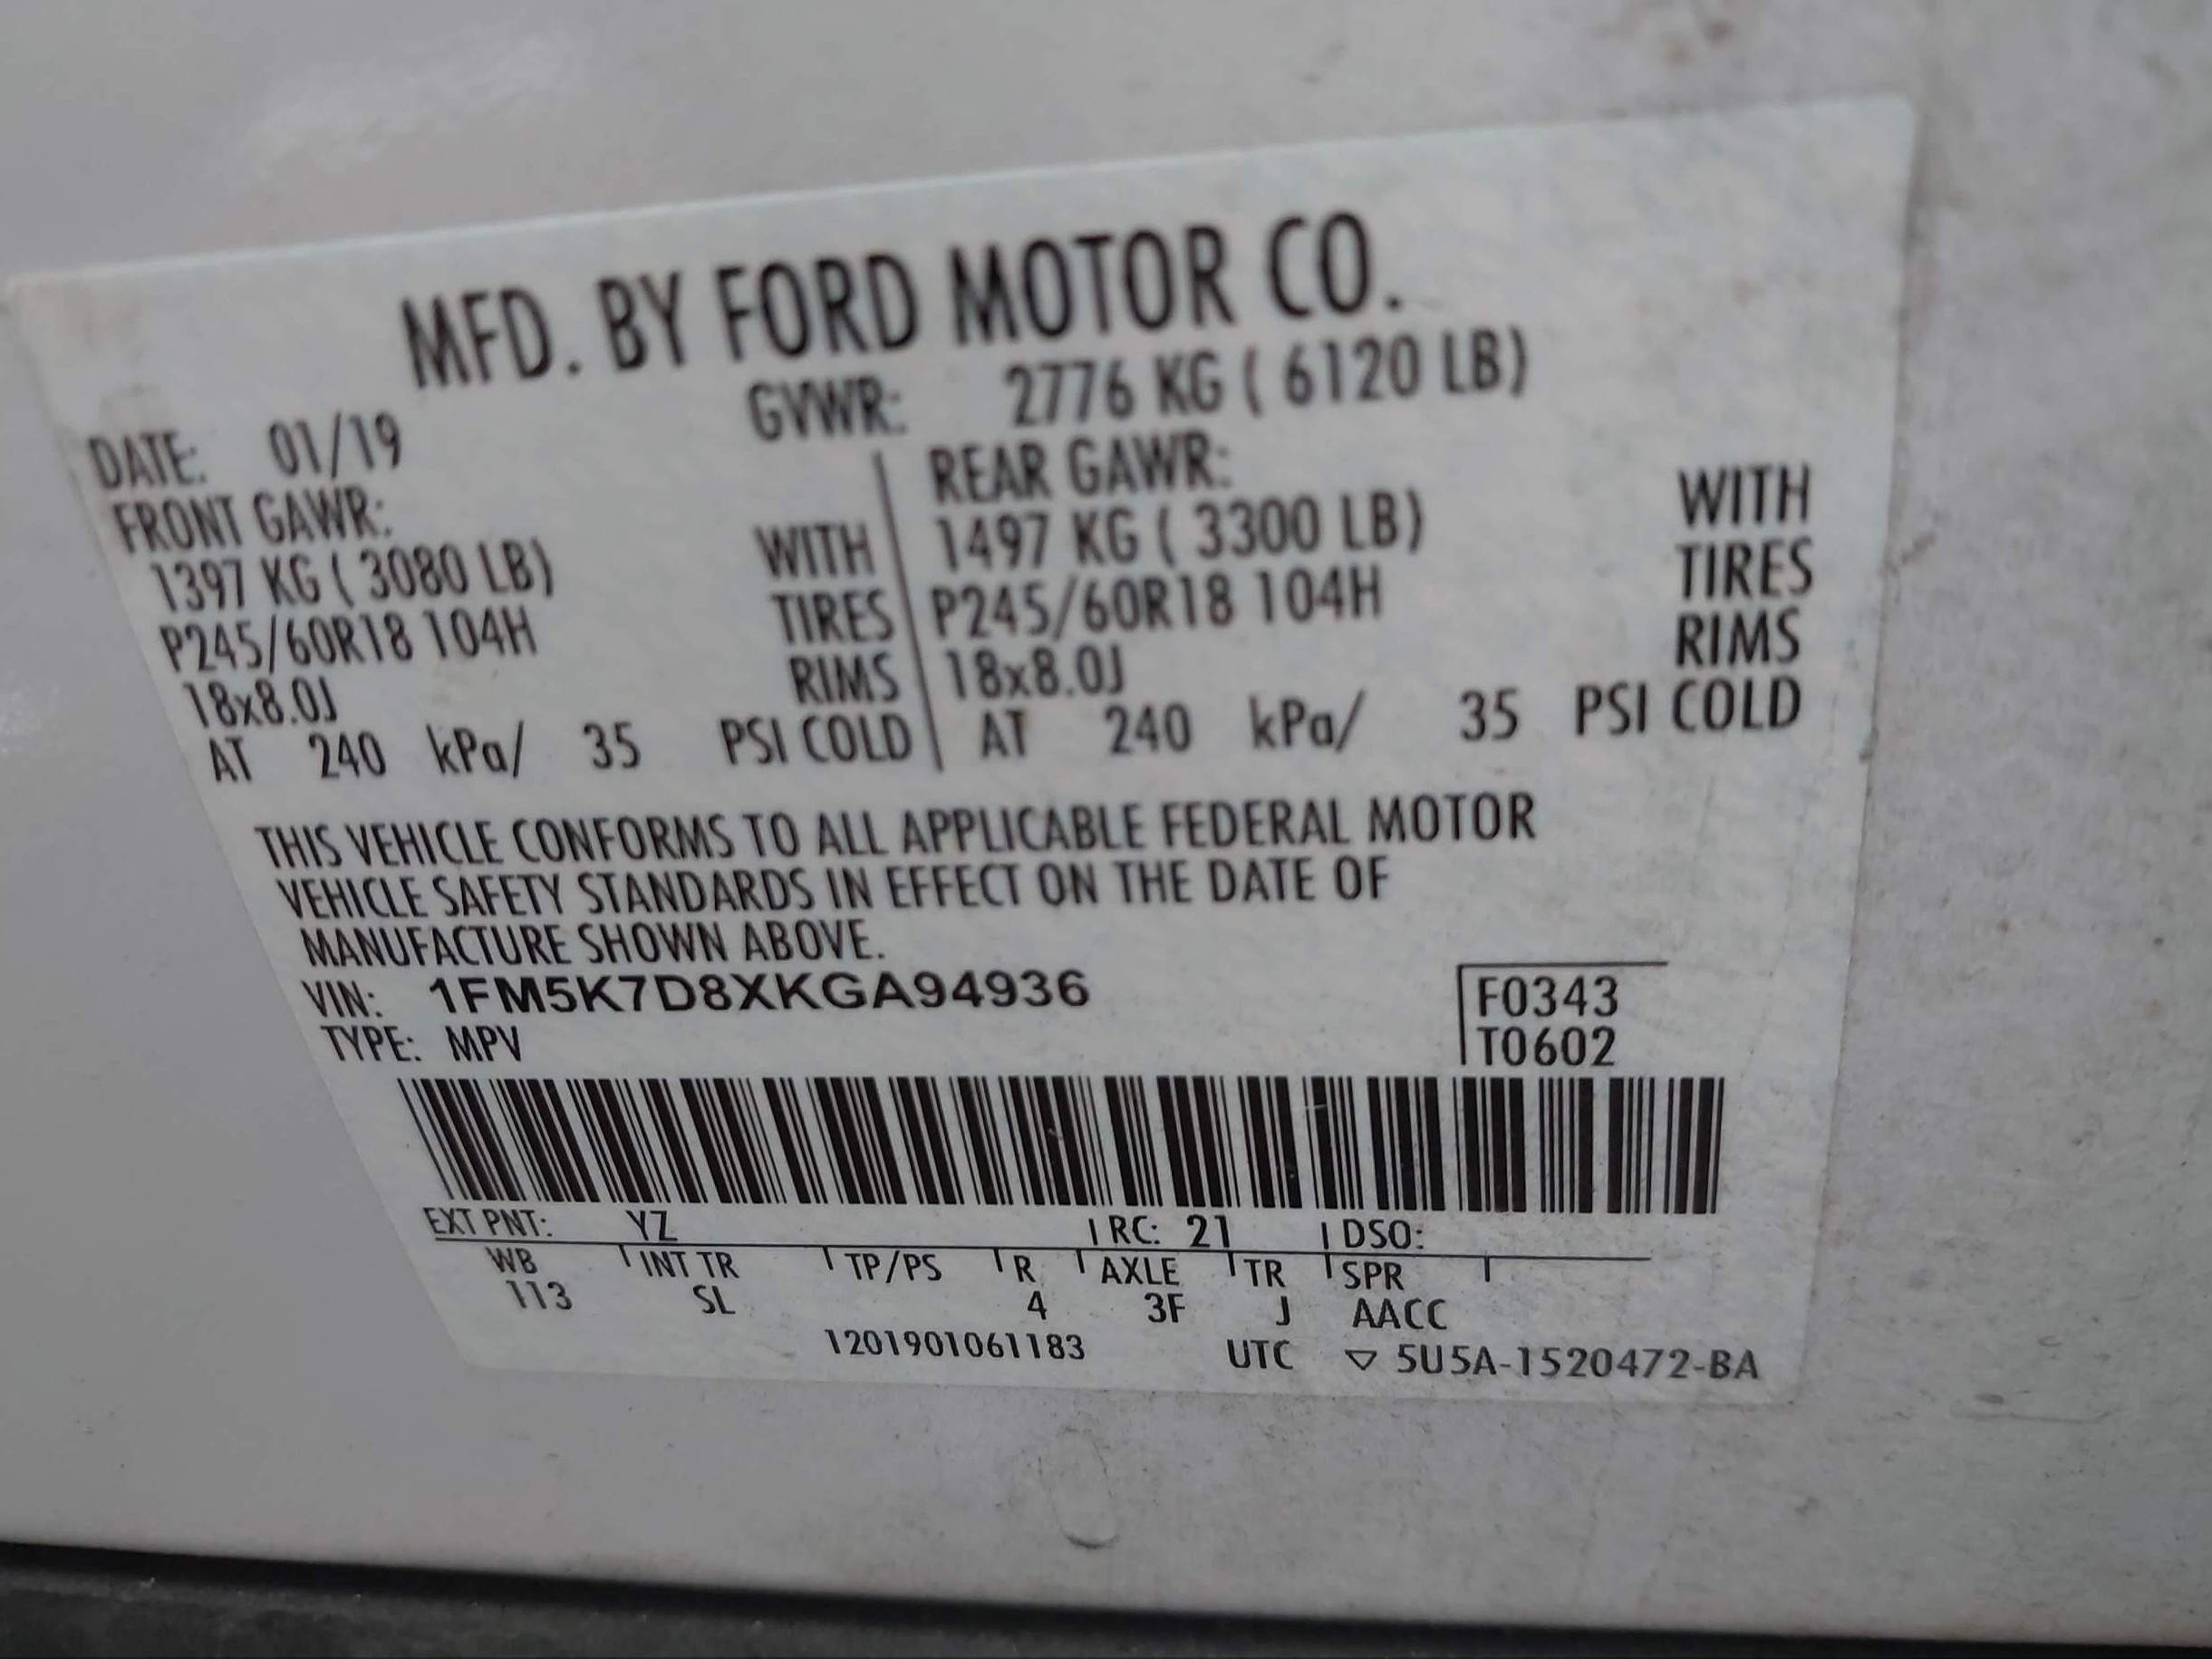 MFD. BY FORD MOTOR CO.
DATE: 01/19 GVWR: 2776 KG ( 6120 LB)
FRONT GAWR: REAR GAWR:
1397 KG ( 3080 LB) WITH 1497 KG ( 3300 LB) WITH
P245/60R18 104H TIRES P245/60R18 104H TIRES
18x8.0J RIMS 18x8.0J RIMS
AT 240 kPa/ 35 PSI COLD AT 240 kPa/ 35 PSI COLD
THIS VEHICLE CONFORMS TO ALL APPLICABLE FEDERAL MOTOR
VEHICLE SAFETY STANDARDS IN EFFECT ON THE DATE OF
MANUFACTURE SHOWN ABOVE.
VIN: 1FM5K7D8XKGA94936 F0343
TYPE: MPV T0602
EXT PNT: YZ RC: 21 DSO:
WB INT TR TP/PS R AXLE TR SPR
113 SL 4 3F J AACC
1201901061183 UTC ▽ 5U5A-1520472-BA